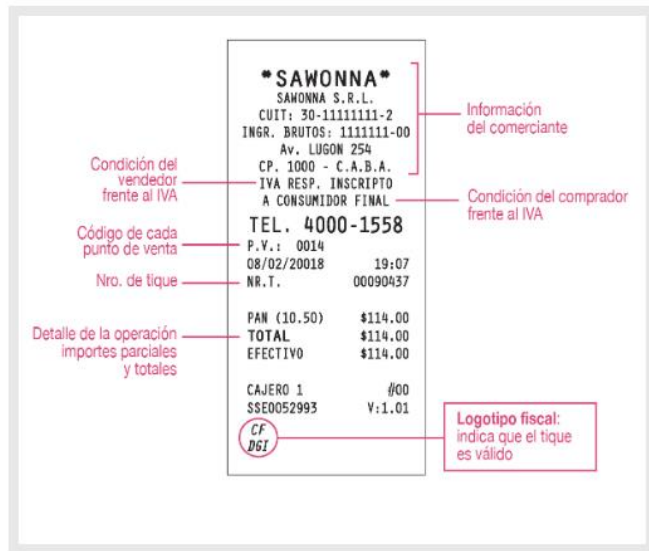 *SAWONNA*
SAWONNA S.R.L.
CUIT: 30-11111111-2
INGR. BRUTOS: 1111111-00
Av. LUGON 254
CP. 1000 - C.A.B.A.
IVA RESP. INSCRIPTO
A CONSUMIDOR FINAL
TEL. 4000-1558
P.V.: 0014
08/02/20018 19:07
NR.T. 00090437
PAN (10.50) $114.00
TOTAL $114.00
EFECTIVO $114.00
CAJERO 1 //00
SSE0052993 V:1.01
CF
DGI
Condición del
vendedor
frente al IVA
Código de cada
punto de venta
Nro. de tique
Detalle de la operación
importes parciales
y totales
Información
del comerciante
Condición del comprador
frente al IVA
Logotipo fiscal:
indica que el tique
es válido